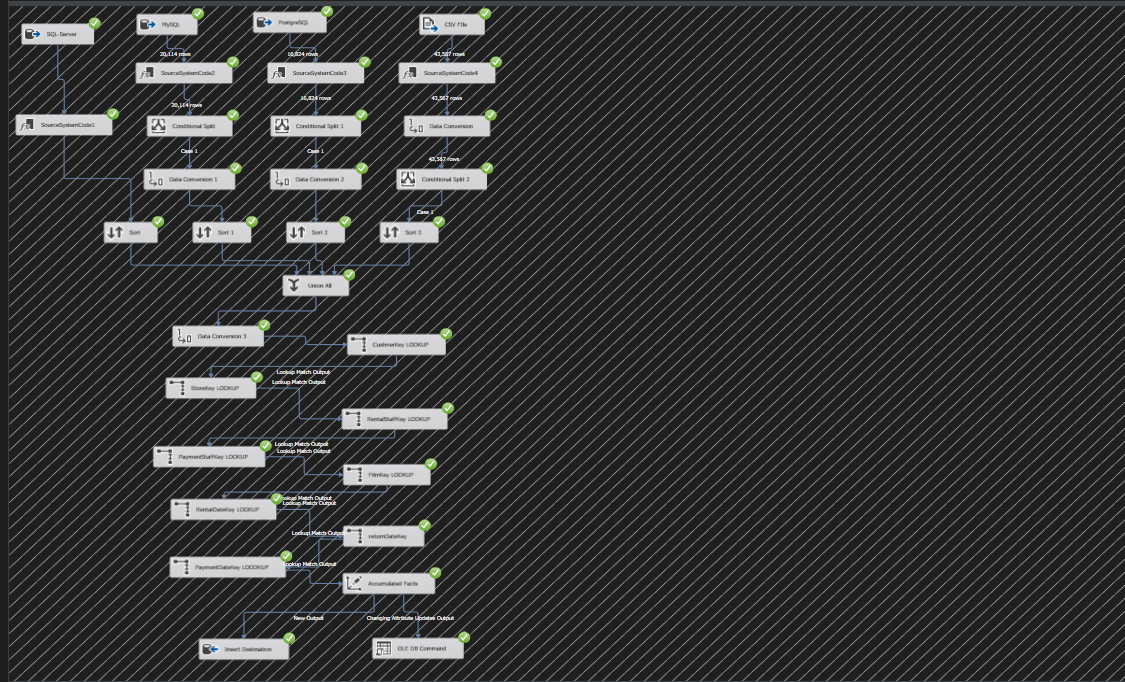 SQL-Server
MySQL
PostgreSQL
CSV File
20,114 rows
16,824 rows
43,567 rows
SourceSystemCode2
SourceSystemCode3
SourceSystemCode4
20,114 rows
16,824 rows
43,567 rows
SourceSystemCode1
Conditional Split
Conditional Split 1
Data Conversion
Case 1
Case 1
43,567 rows
Data Conversion 1
Data Conversion 2
Conditional Split 2
Case 1
Sort
Sort 1
Sort 2
Sort 3
Union All
Data Conversion 3
CustmerKey LOOKUP
Lookup Match Output
Lookup Match Output
StoreKey LOOKUP
RentalStaffKey LOOKUP
Lookup Match Output
Lookup Match Output
PaymentStaffKey LOOKUP
FilmKey LOOKUP
Lookup Match Output
Lookup Match Output
RentalDateKey LOOKUP
Lookup Match Output
returnDateKey
Lookup Match Output
PaymentDateKey LOOOKUP
Accumulated Facts
New Output
Changing Attribute Updates Output
Insert Destination
OLE DB Command